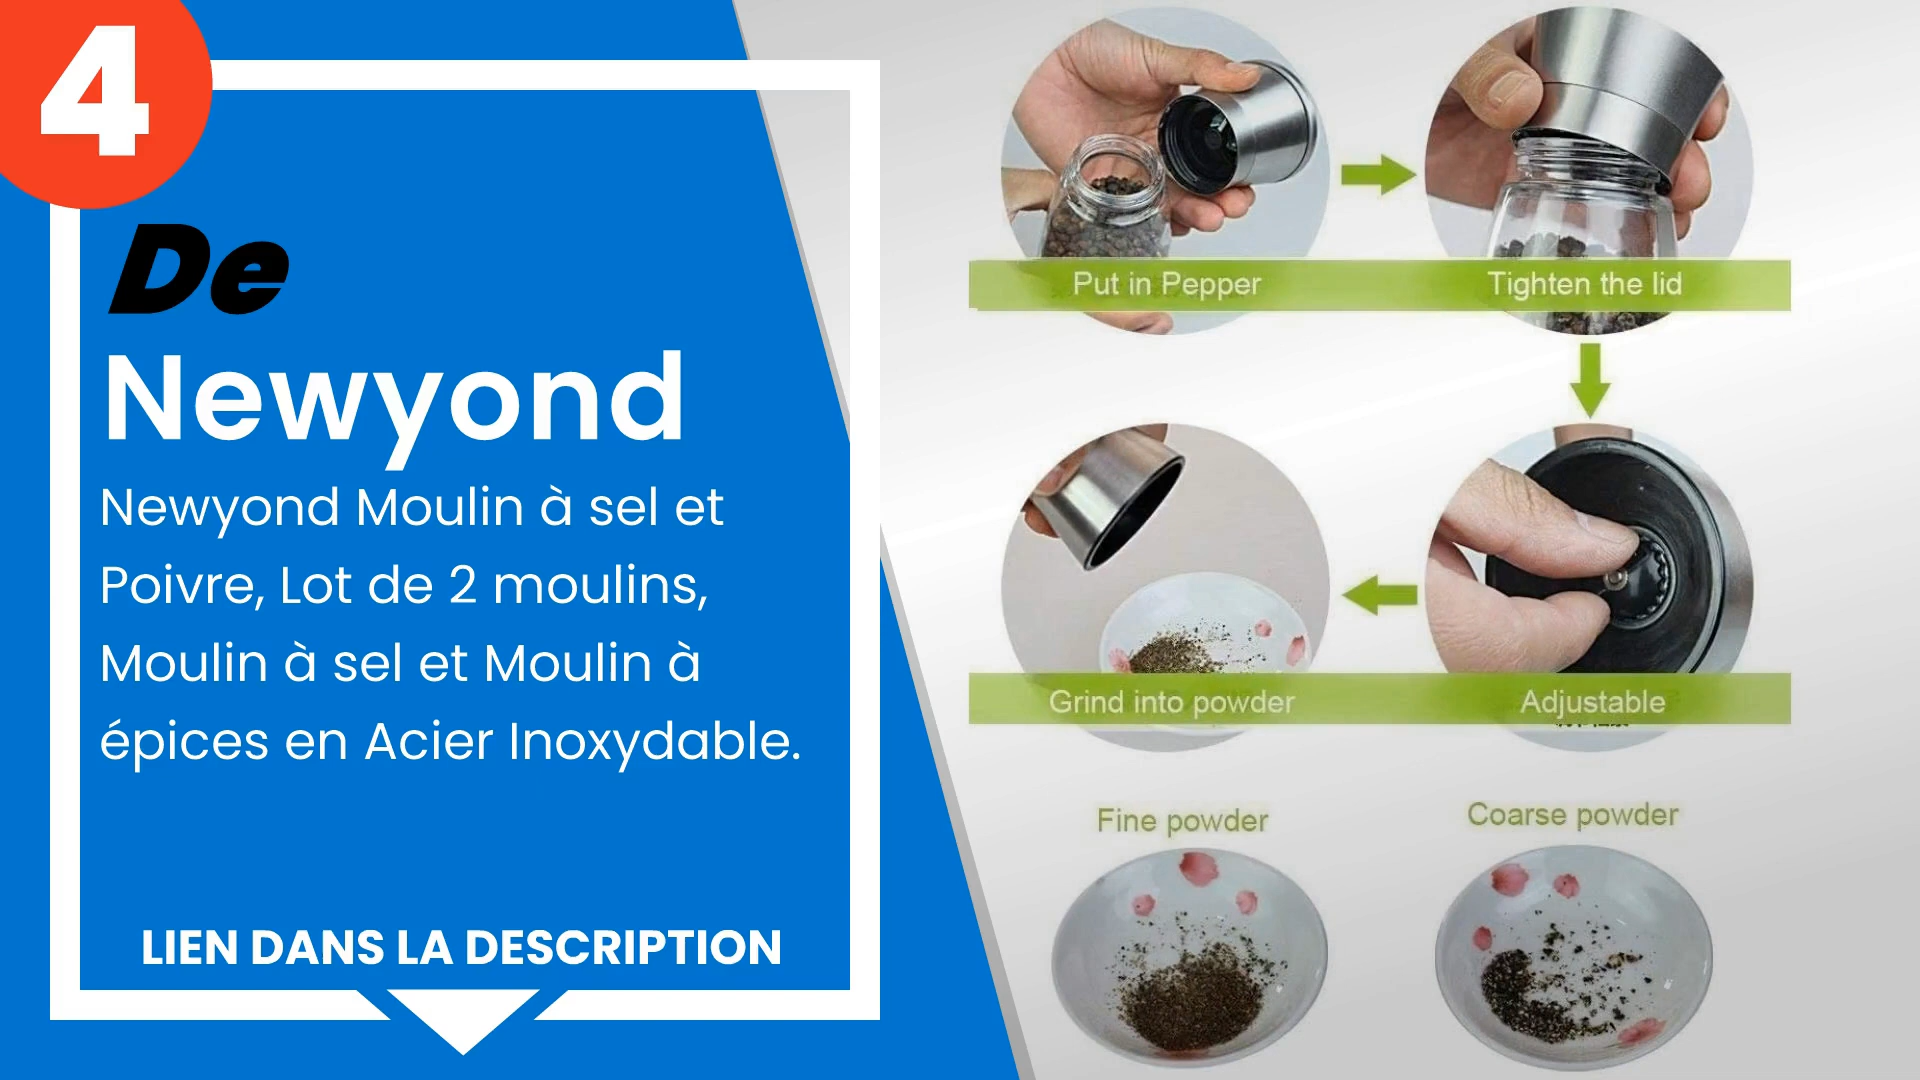 4
De
Newyond
Newyond Moulin à sel et
Poivre, Lot de 2 moulins,
Moulin à sel et Moulin à
épices en Acier Inoxydable.
LIEN DANS LA DESCRIPTION
Put in Pepper
Tighten the lid
Grind into powder
Adjustable
Fine powder
Coarse powder